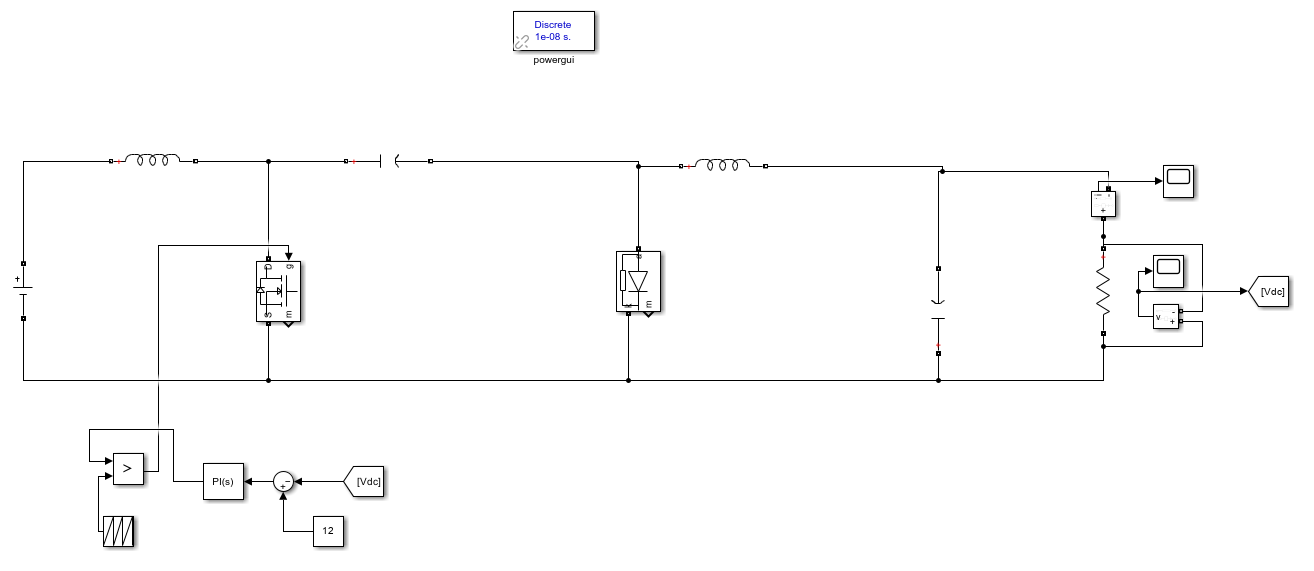 Discrete
1e-08 s.
powergui
+
+
+
+
D
g
S
m
a
k
m
+
+
[Vdc]
v
-
+
+
>
PI(s)
-
+
[Vdc]
12